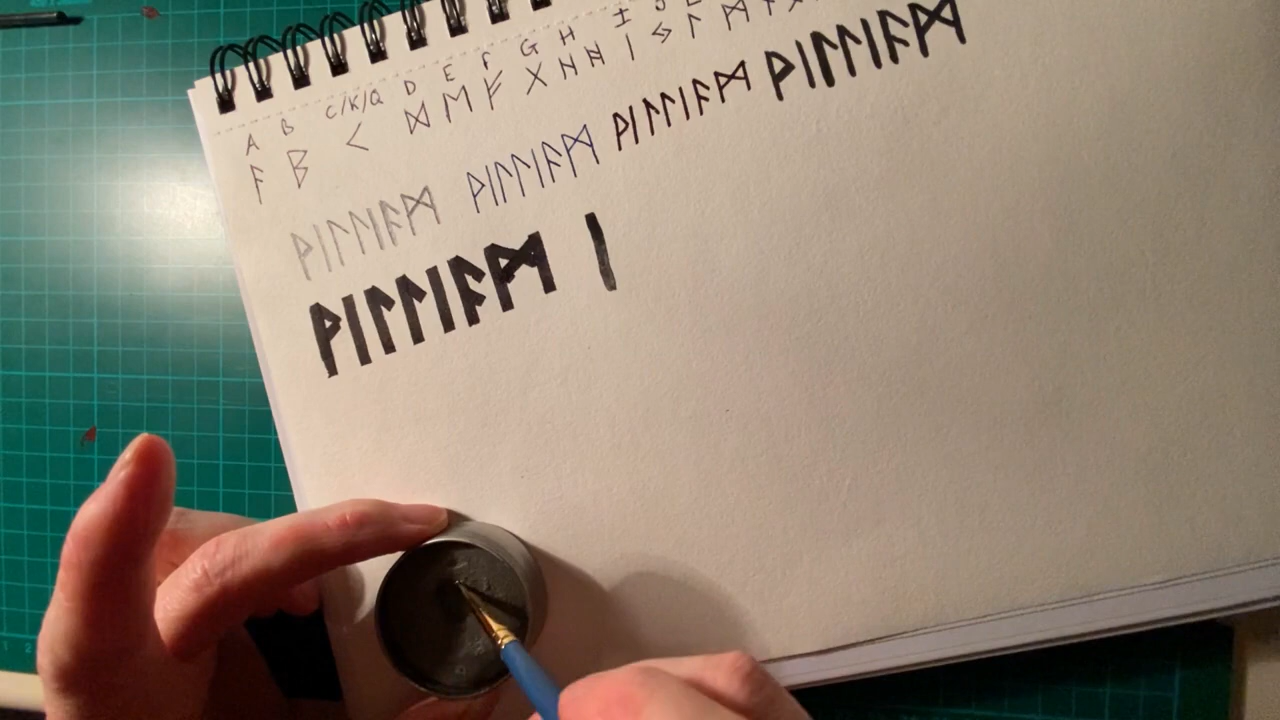 A B C/K/Q D E F G H I
ᚨ ᛒ ᚲ ᛞ ᛖ ᚠ ᚷ ᚺ ᚻ ᛁ ᛃ ᛚ ᛗ
ᚹᛁᛚᛚᛁᚨᛗ ᚹᛁᛚᛚᛁᚨᛗ ᚹᛁᛚᛚᛁᚨᛗ ᚹᛁᛚᛚᛁᚨᛗ
ᚹᛁᛚᛚᛁᚨᛗ ᛁ